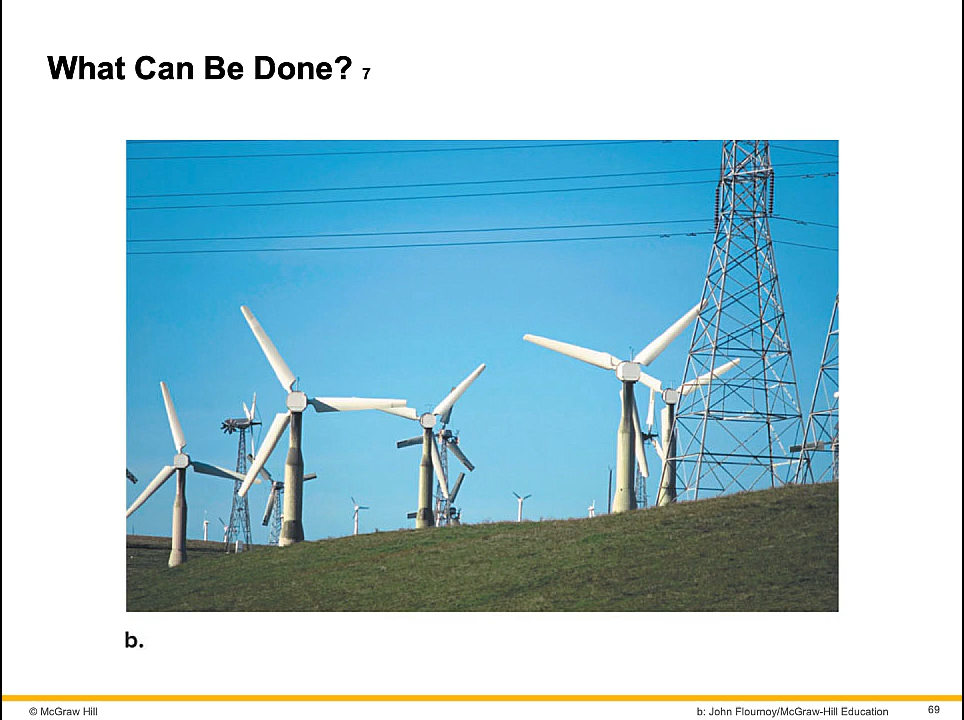 What Can Be Done? 7
b.
© McGraw Hill
b: John Flournoy/McGraw-Hill Education
69